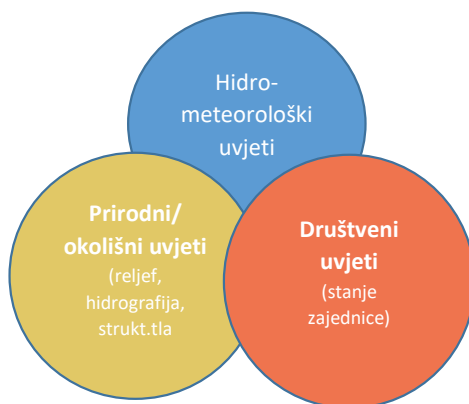 Hidro-
meteorološki
uvjeti
Prirodni/
okolišni uvjeti
(reljef,
hidrografija,
strukt.tla
Društveni
uvjeti
(stanje
zajednice)